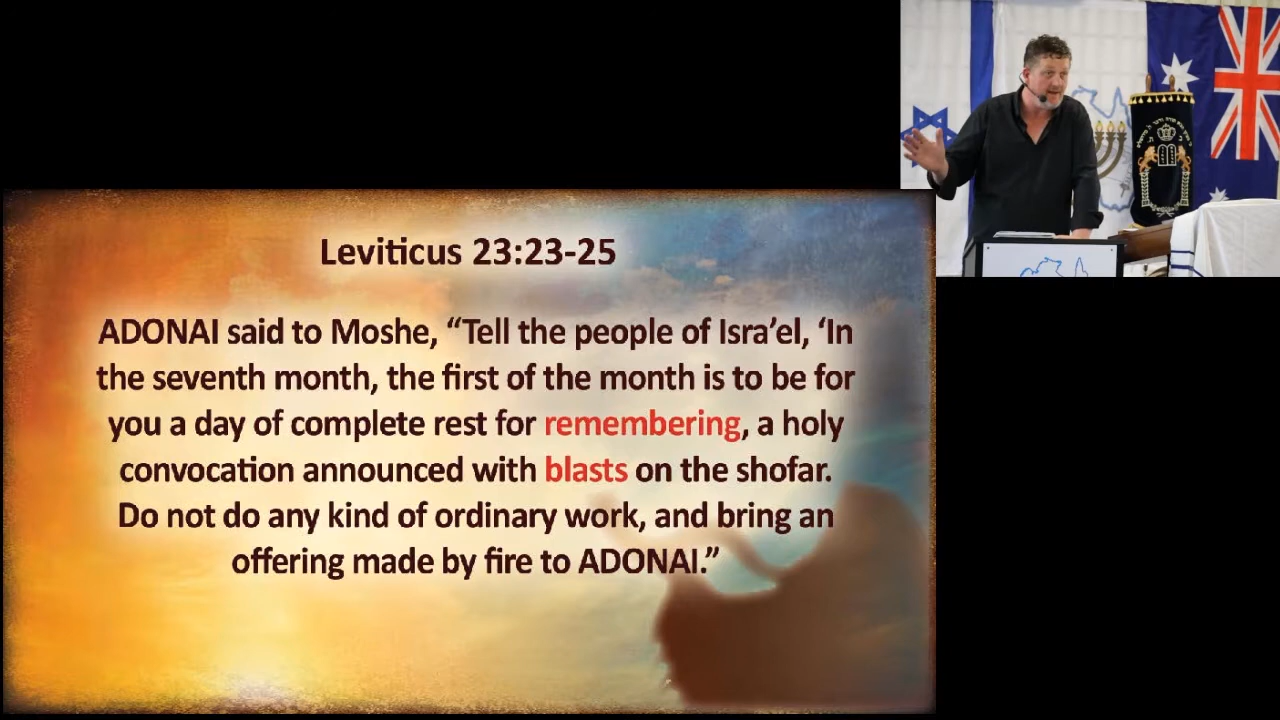 Leviticus 23:23-25
ADONAI said to Moshe, “Tell the people of Isra’el, ‘In
the seventh month, the first of the month is to be for
you a day of complete rest for remembering, a holy
convocation announced with blasts on the shofar.
Do not do any kind of ordinary work, and bring an
offering made by fire to ADONAI.”